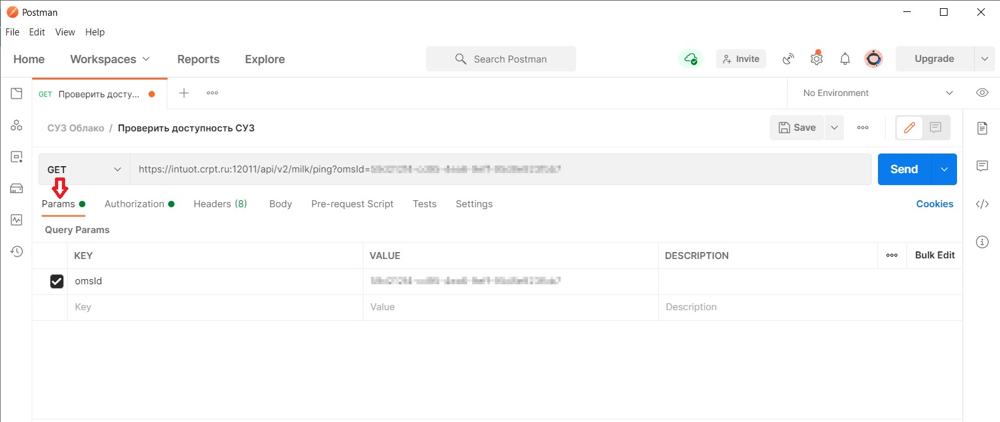 Postman
File Edit View Help
Home Workspaces Reports Explore Search Postman Invite Upgrade
GET Проверить досту... No Environment
СУЗ Облако / Проверить доступность СУЗ Save
GET https://intuot.crpt.ru:12011/api/v2/milk/ping?omsId= Send
Params Authorization Headers (8) Body Pre-request Script Tests Settings Cookies
Query Params
KEY VALUE DESCRIPTION Bulk Edit
omsId
Key Value Description